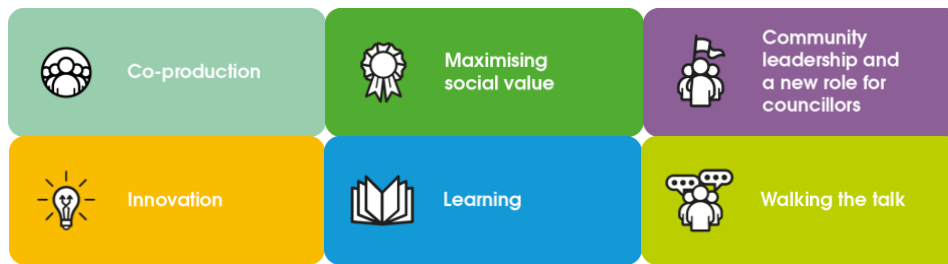 Co-production
Maximising
social value
Community
leadership and
a new role for
councillors
Innovation
Learning
Walking the talk